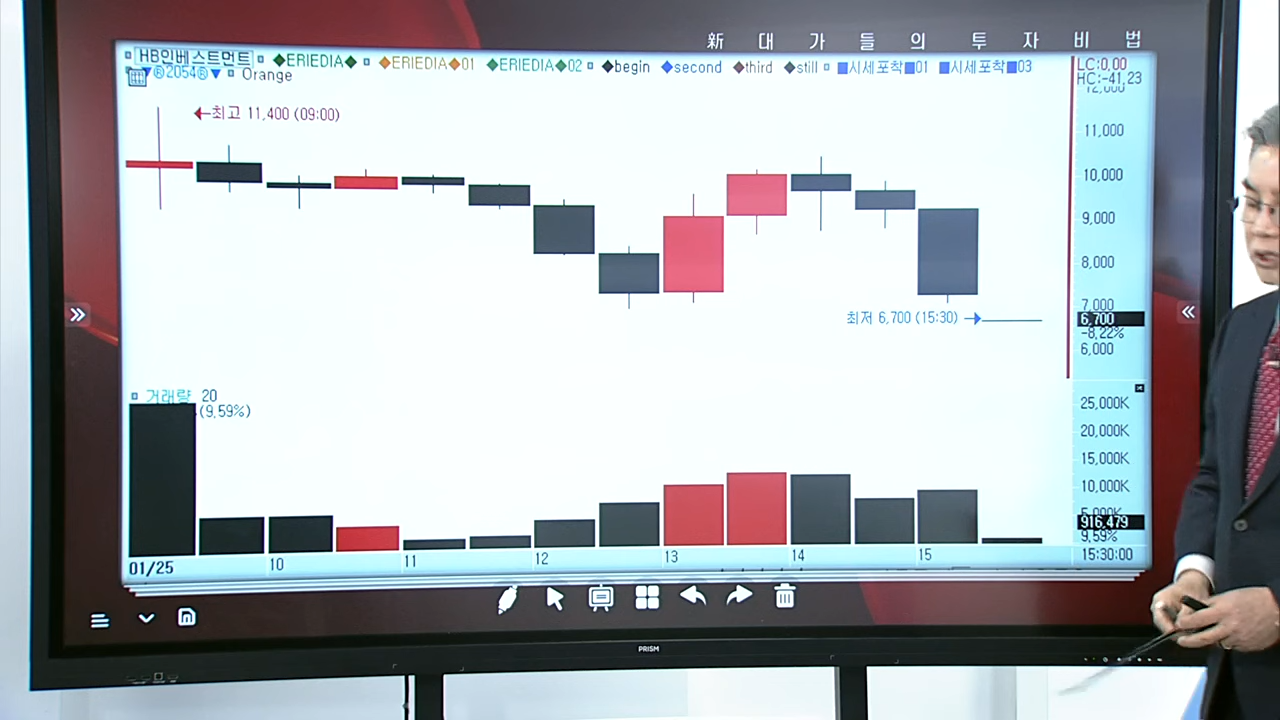 新 대 가 들 의 투 자 비 법
HB인베스트먼트 ◆ERIEDIA◆ ◆ERIEDIA◆01 ◆ERIEDIA◆02 ◆begin ◆second ◆third ◆still ■시세포착■01 ■시세포착■03
▼®2054®▼ Orange
LC:0,00
HC:-41,23
12,000
←최고 11,400 (09:00)
11,000
10,000
9,000
8,000
7,000
최저 6,700 (15:30) →
6,700
-8,22%
6,000
거래량 20
(9,59%)
25,000K
20,000K
15,000K
10,000K
5,000K
916,479
9,59%
01/25 10 11 12 13 14 15 15:30:00
PRISM